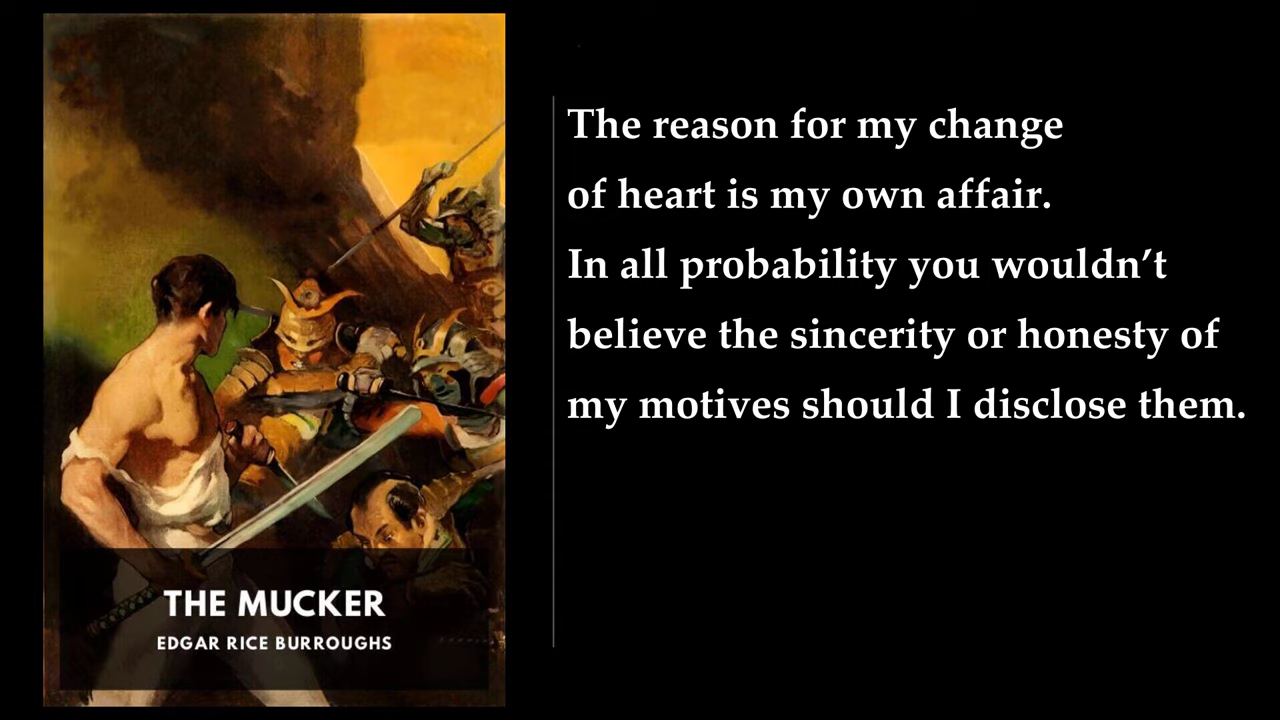 The reason for my change
of heart is my own affair.
In all probability you wouldn’t
believe the sincerity or honesty of
my motives should I disclose them.
THE MUCKER
EDGAR RICE BURROUGHS